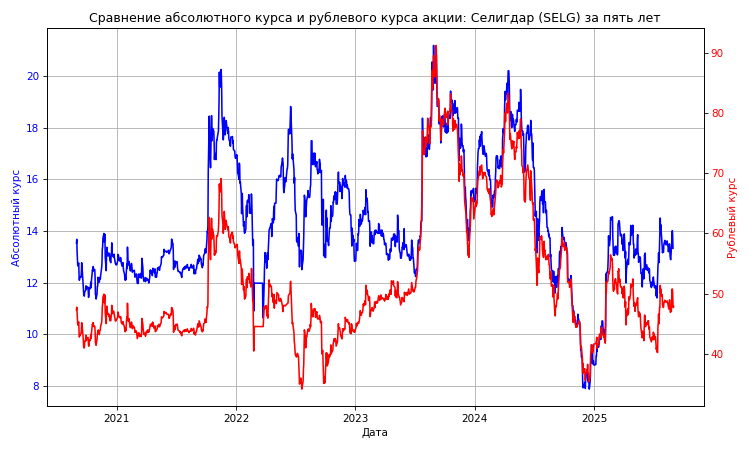 Сравнение абсолютного курса и рублевого курса акции: Селигдар (SELG) за пять лет
Абсолютный курс
20
18
16
14
12
10
8
90
80
70
60
50
40
Рублевый курс
2021 2022 2023 2024 2025
Дата